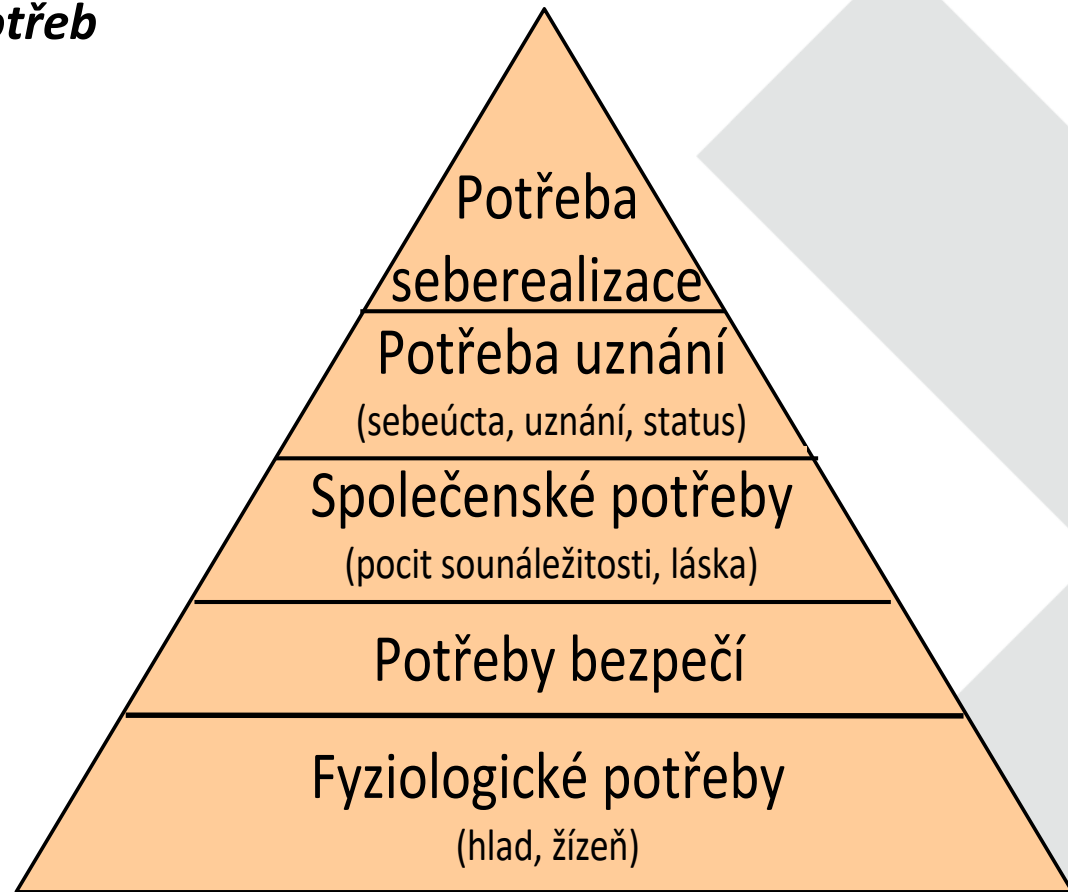 otřeb
Potřeba
seberealizace
Potřeba uznání
(sebeúcta, uznání, status)
Společenské potřeby
(pocit sounáležitosti, láska)
Potřeby bezpečí
Fyziologické potřeby
(hlad, žízeň)